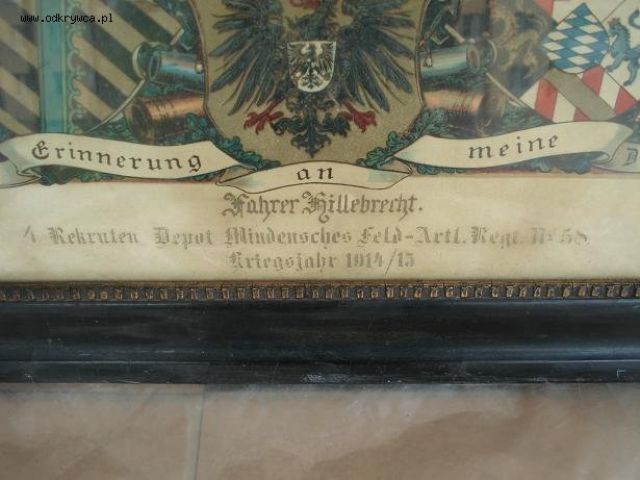 www.odkrywca.pl
Erinnerung an meine D
Fahrer Hillebrecht.
4. Rekruten Depot Mindensches Feld-Artl. Regt. No 58.
Kriegsjahr 1914/15